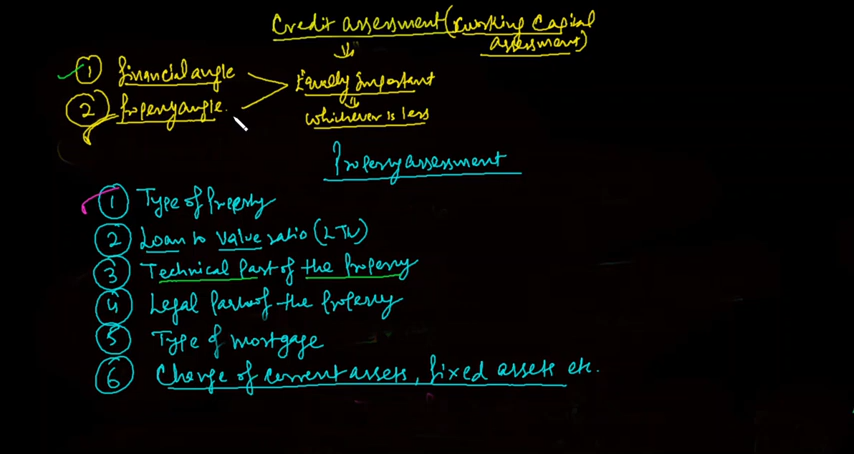 Credit assessment (working Capital
assessment)
① financial angle
② Property angle.
Equally important
whichever is less
Property assessment
① Type of Property
② Loan to value ratio (LTV)
③ Technical Part of the Property
④ Legal Part of the Property
⑤ Type of mortgage
⑥ Charge of current assets, fixed assets etc.